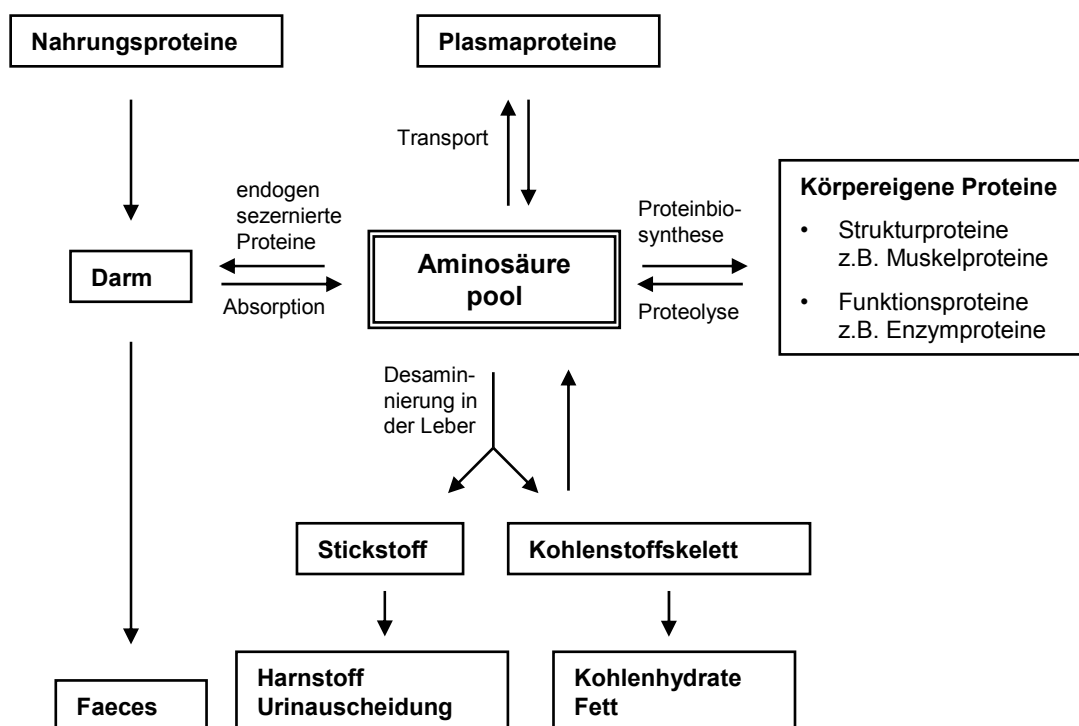 Nahrungsproteine
Plasmaproteine
Transport
endogen
sezernierte
Proteine
Proteinbio-
synthese
Körpereigene Proteine
• Strukturproteine
z.B. Muskelproteine
• Funktionsproteine
z.B. Enzymproteine
Darm
Aminosäure
pool
Absorption
Proteolyse
Desamin-
nierung in
der Leber
Stickstoff
Kohlenstoffskelett
Faeces
Harnstoff
Urinauscheidung
Kohlenhydrate
Fett